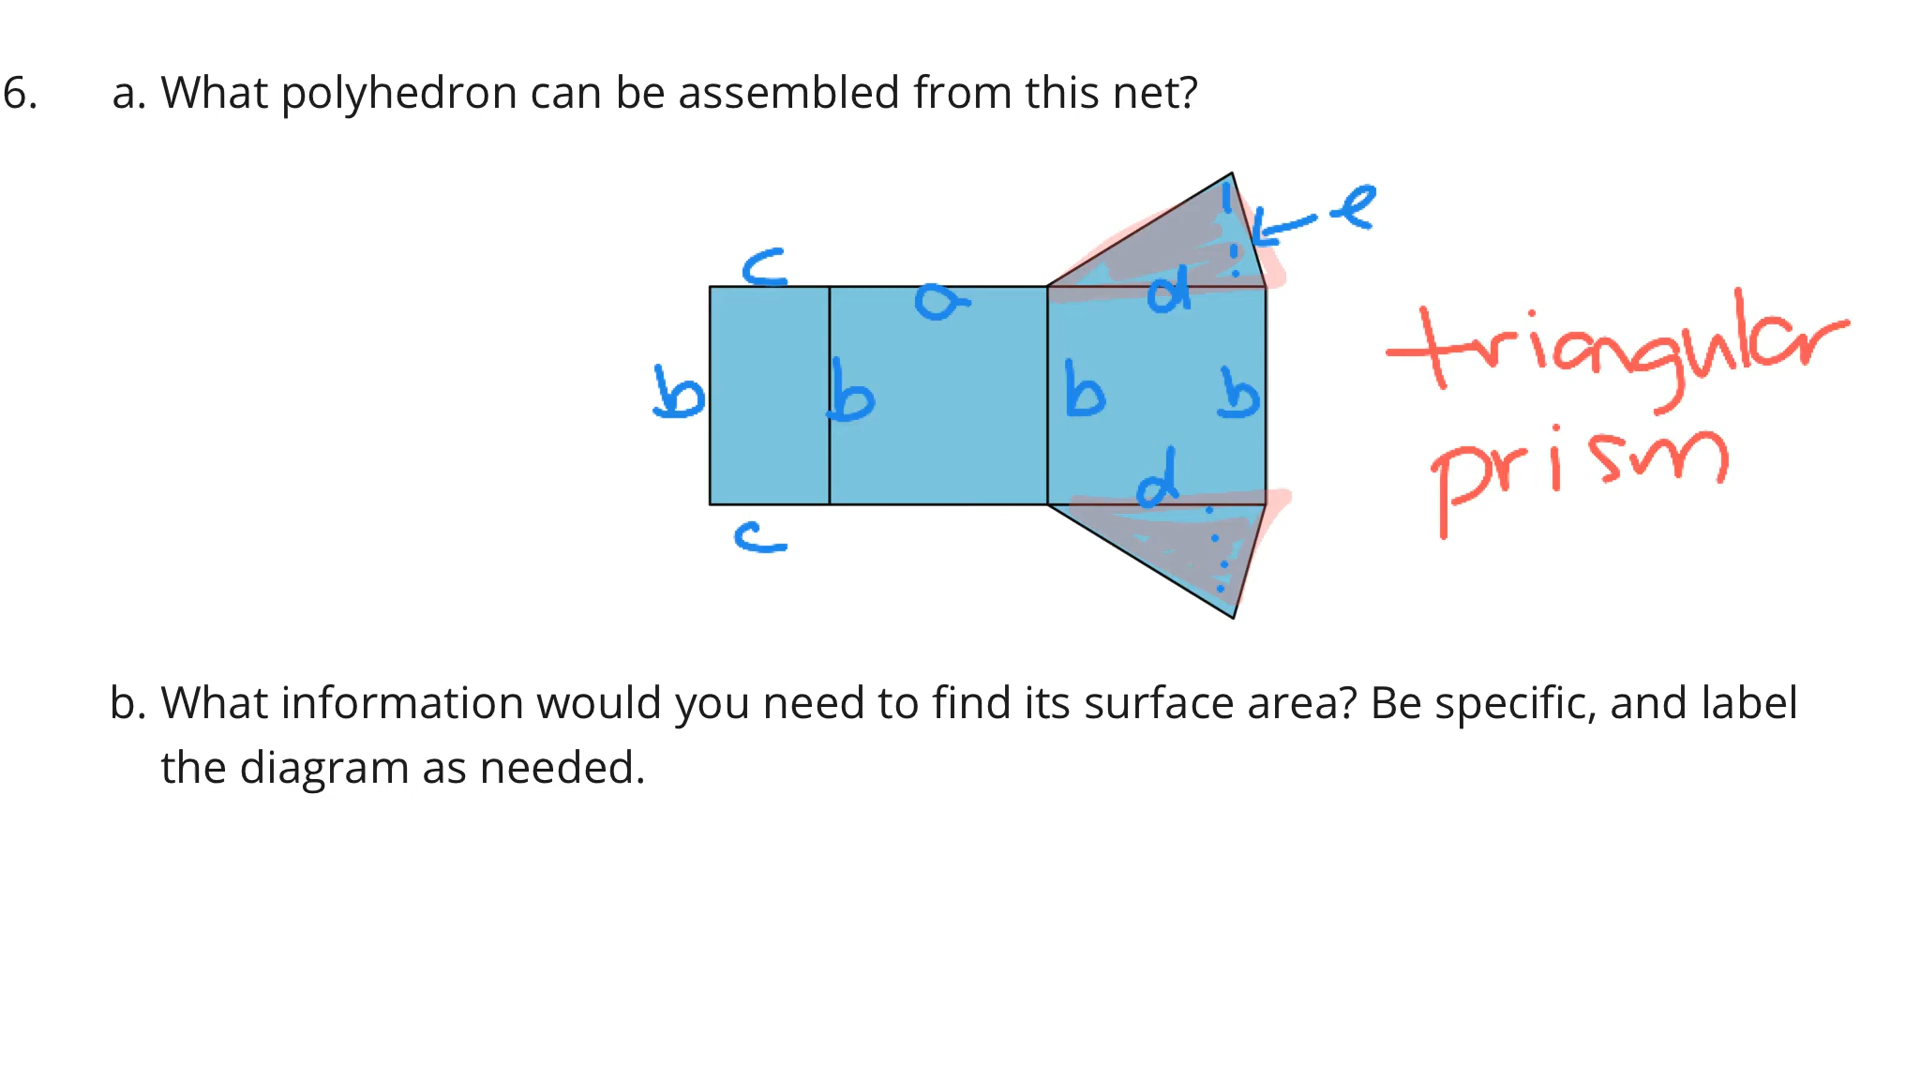 6. a. What polyhedron can be assembled from this net?
e
c
a
d
b b b b
triangular
prism
d
c
b. What information would you need to find its surface area? Be specific, and label
the diagram as needed.